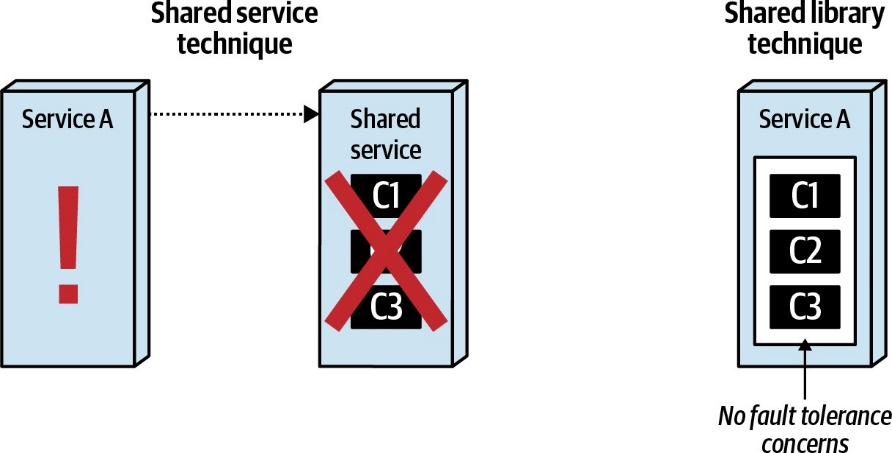 Shared service
technique
Service A
!
Shared
service
C1
C3
Shared library
technique
Service A
C1
C2
C3
No fault tolerance
concerns